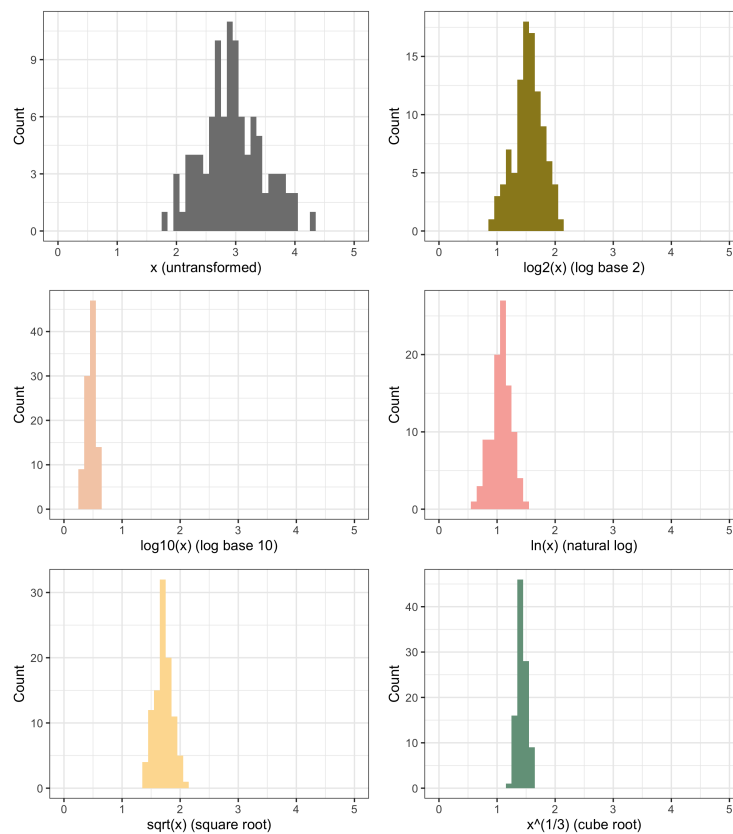 Count
9
6
3
0
0 1 2 3 4 5
x (untransformed)
Count
15
10
5
0
0 1 2 3 4 5
log2(x) (log base 2)
Count
40
30
20
10
0
0 1 2 3 4 5
log10(x) (log base 10)
Count
20
10
0
0 1 2 3 4 5
ln(x) (natural log)
Count
30
20
10
0
0 1 2 3 4 5
sqrt(x) (square root)
Count
40
30
20
10
0
0 1 2 3 4 5
x^(1/3) (cube root)